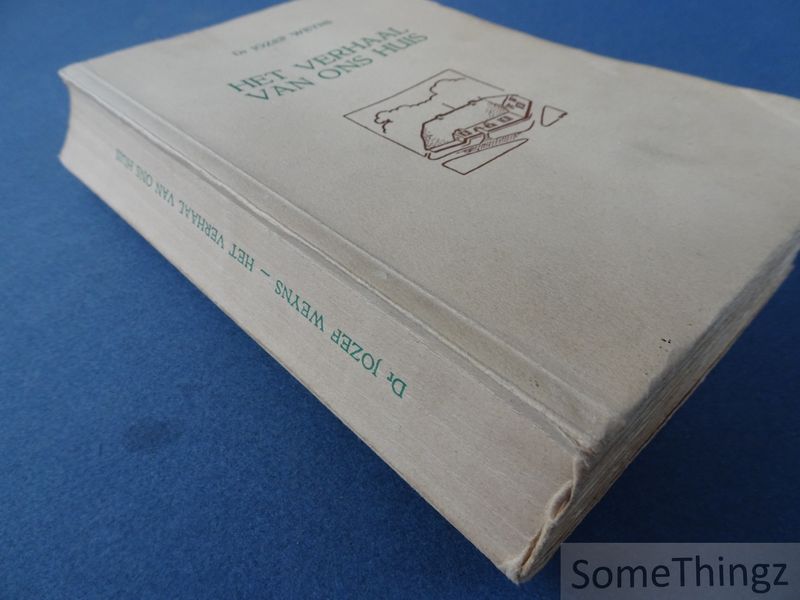 Dr JOZEF WEYNS
HET VERHAAL
VAN ONS HUIS
Dr JOZEF WEYNS — HET VERHAAL VAN ONS HUIS
SomeThingz